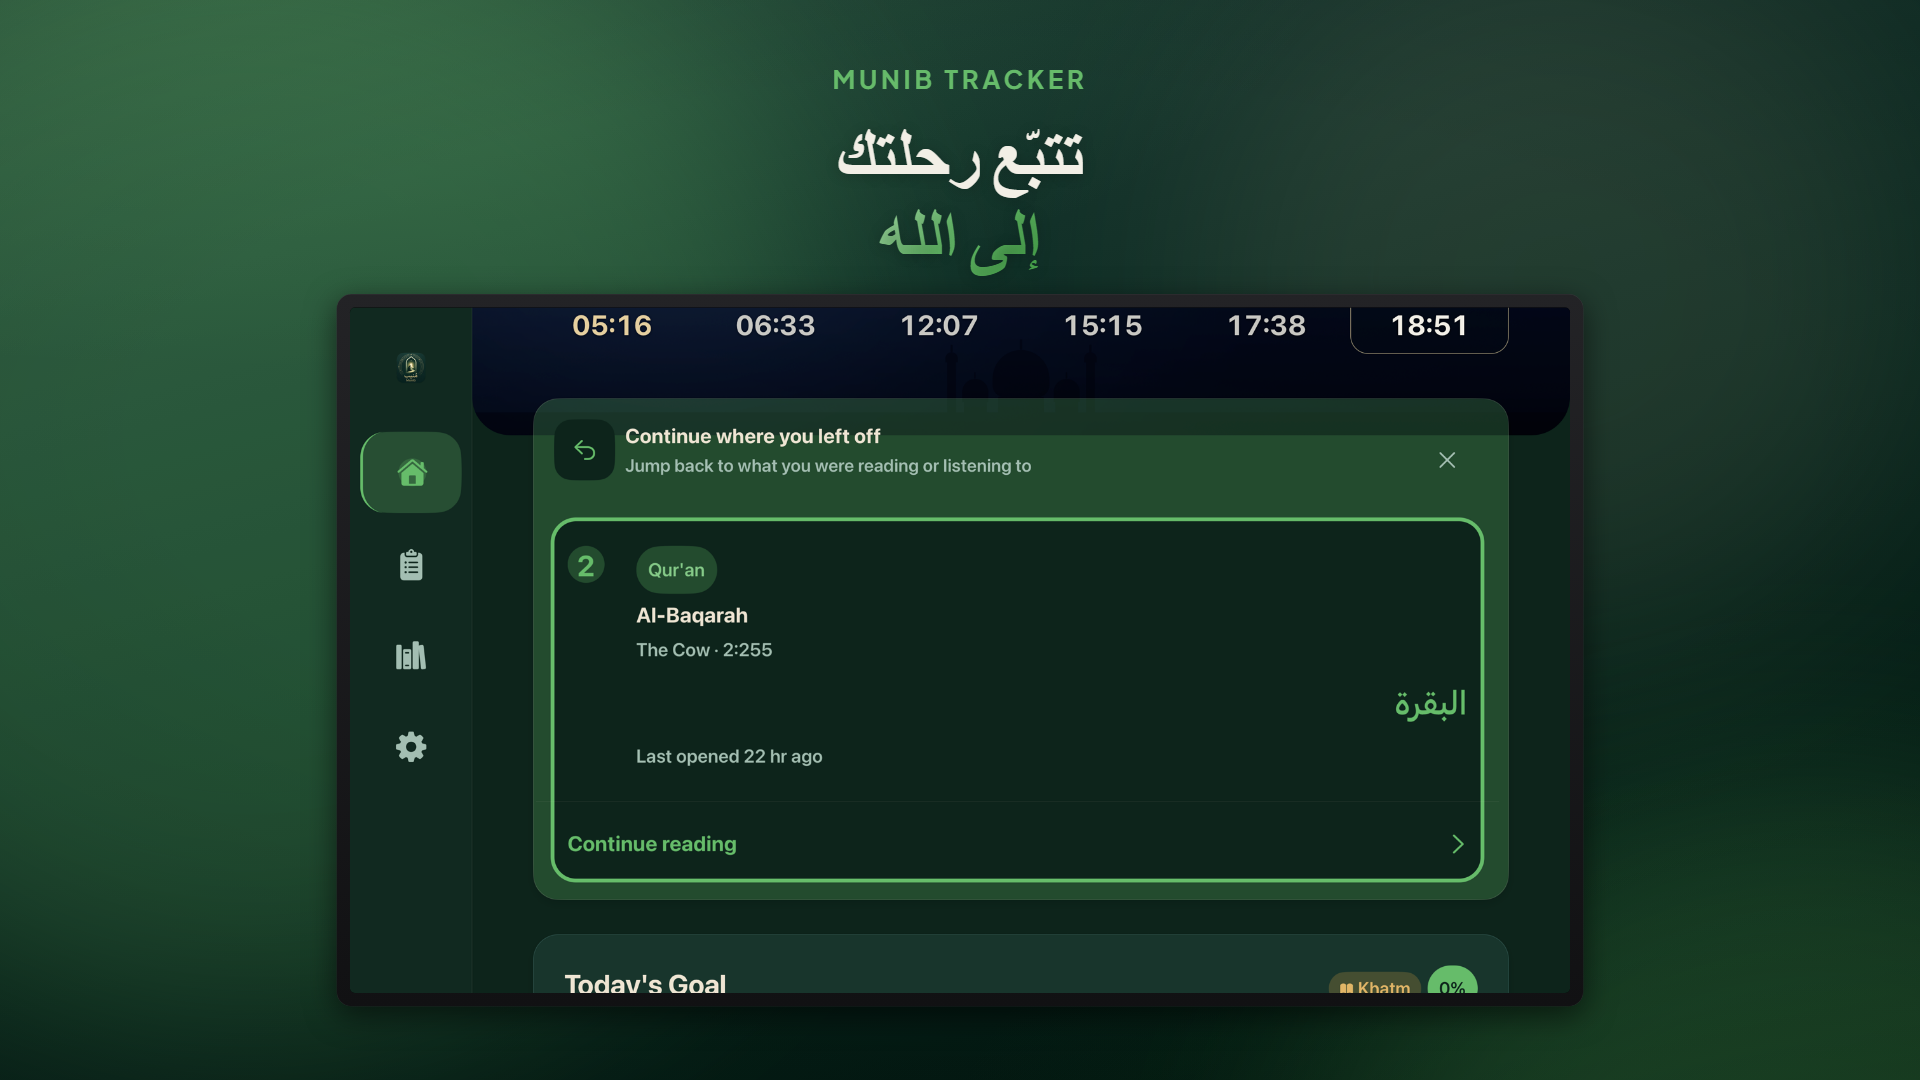 MUNIB TRACKER
تتبّع رحلتك
إلى الله
05:16 06:33 12:07 15:15 17:38 18:51
Continue where you left off
Jump back to what you were reading or listening to
2
Qur'an
Al-Baqarah
The Cow · 2:255
البقرة
Last opened 22 hr ago
Continue reading
Today's Goal
Khatm
0%